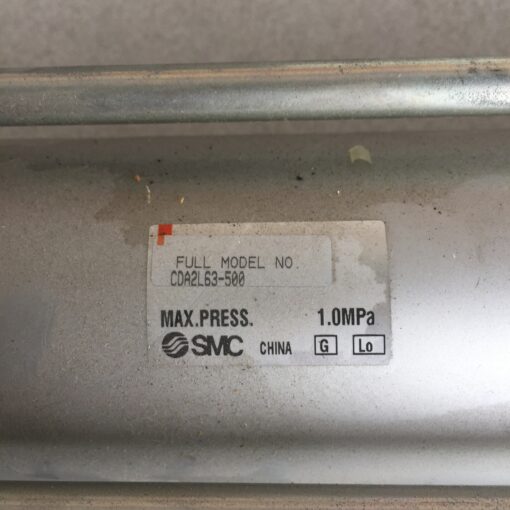 FULL MODEL NO.
CDA2L63-500
MAX.PRESS. 1.0MPa
SMC CHINA G Lo